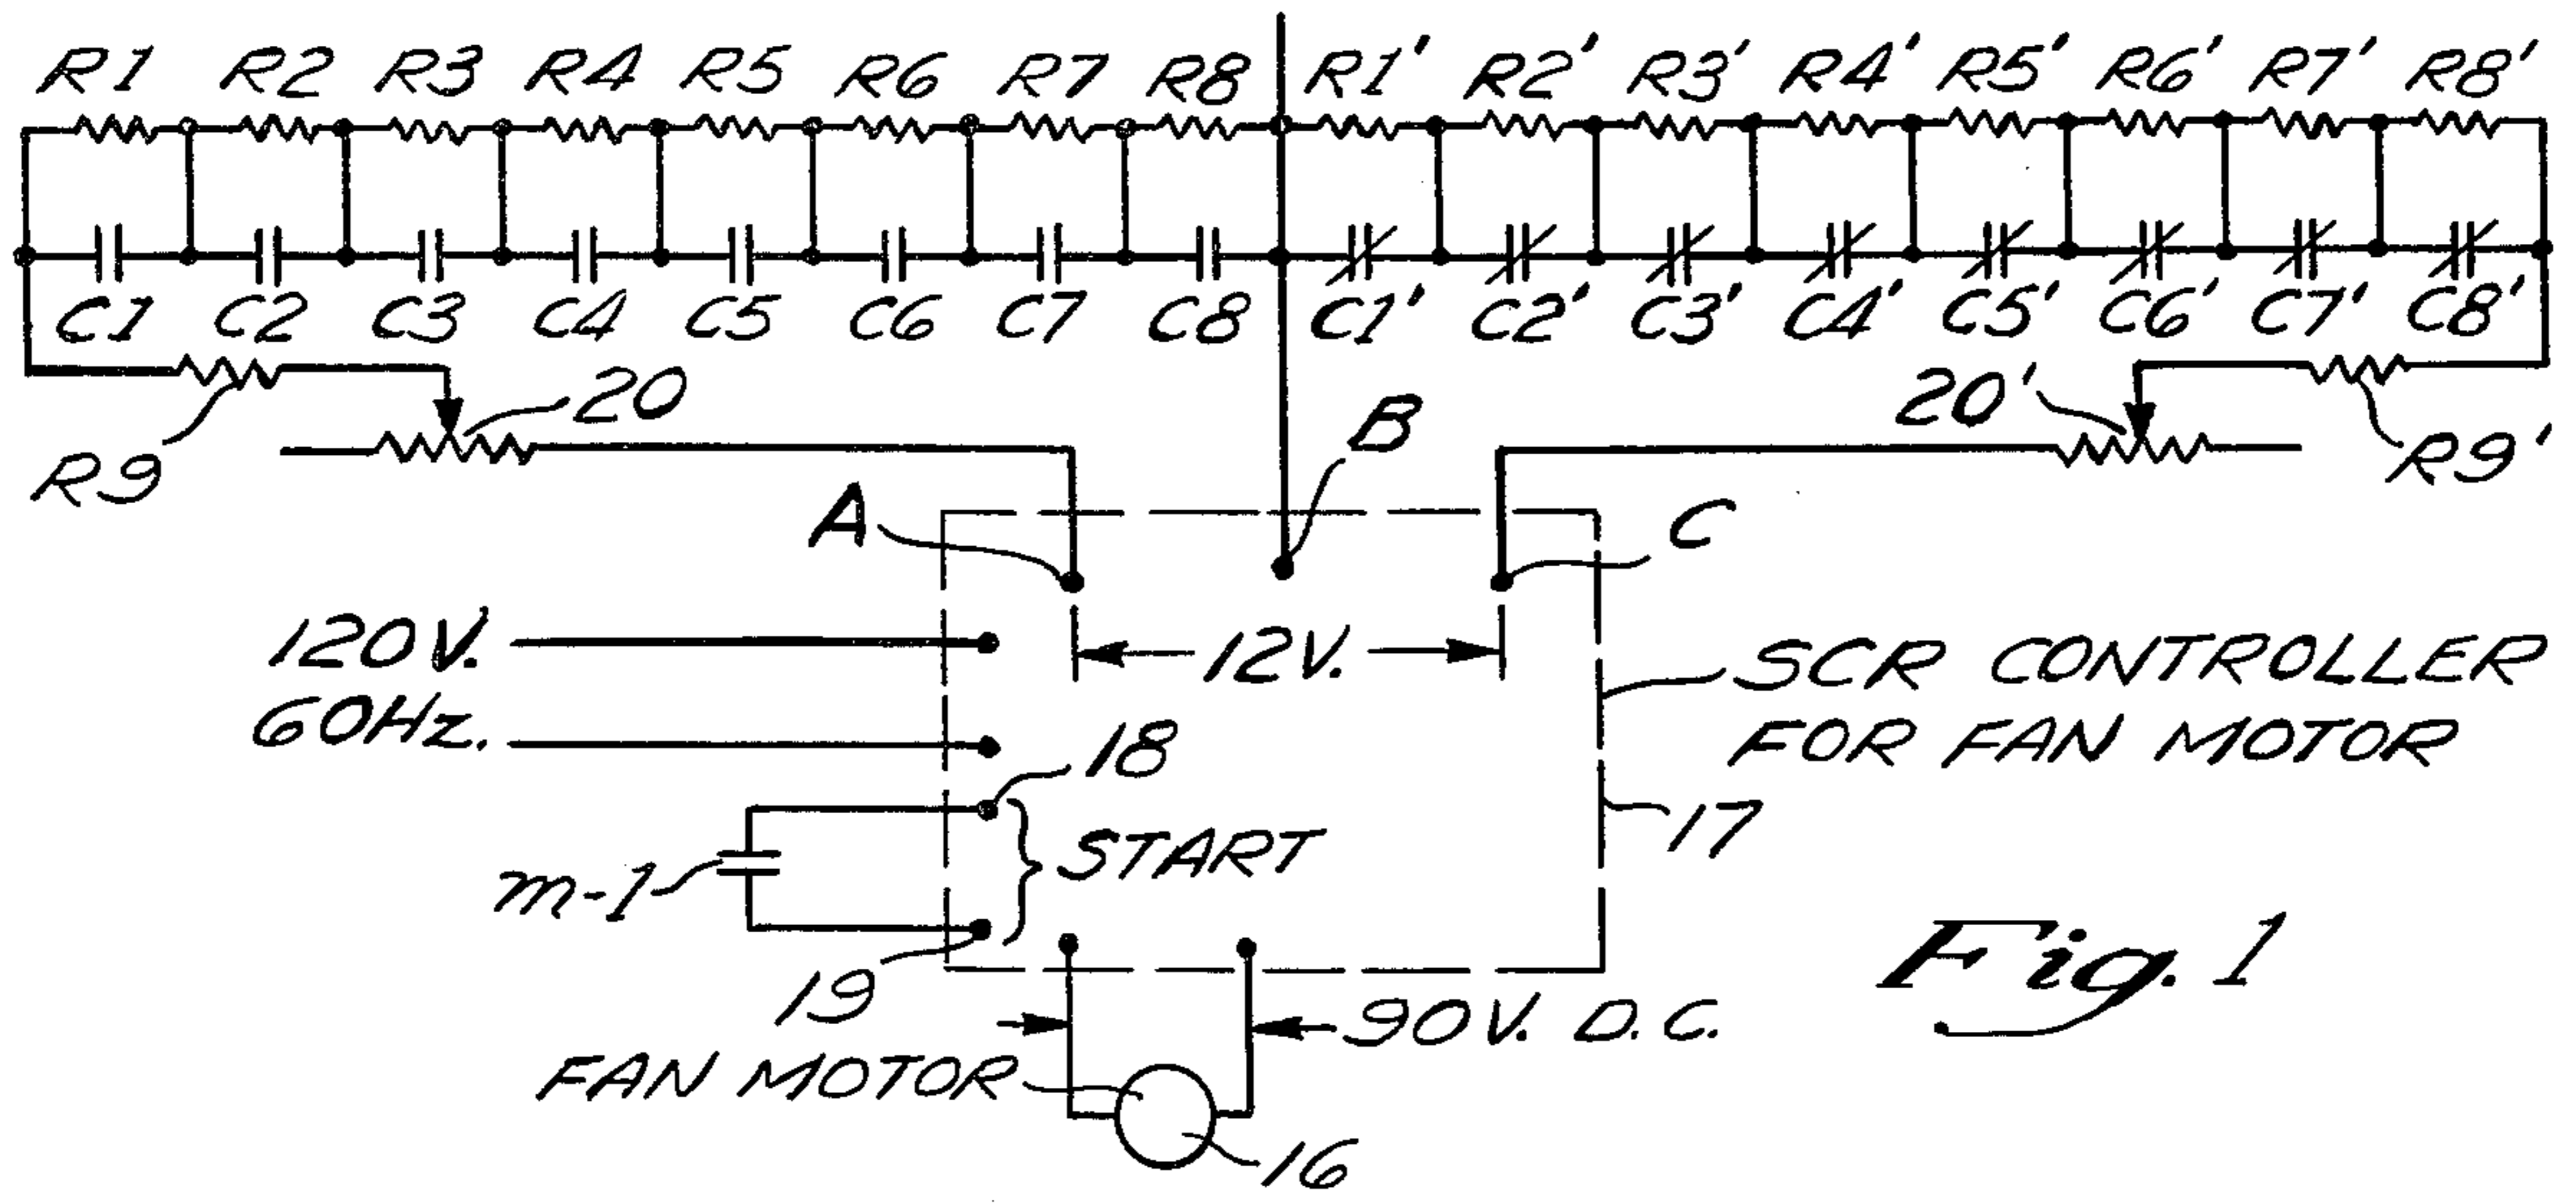 R1 R2 R3 R4 R5 R6 R7 R8 R1' R2' R3' R4' R5' R6' R7' R8'
C1 C2 C3 C4 C5 C6 C7 C8 C1' C2' C3' C4' C5' C6' C7' C8'
R9 20 B 20' R9'
A C
120V. 12V. SCR CONTROLLER
60Hz. 18 FOR FAN MOTOR
m-1 START 17
19 90V. D.C.
FAN MOTOR
16
Fig. 1